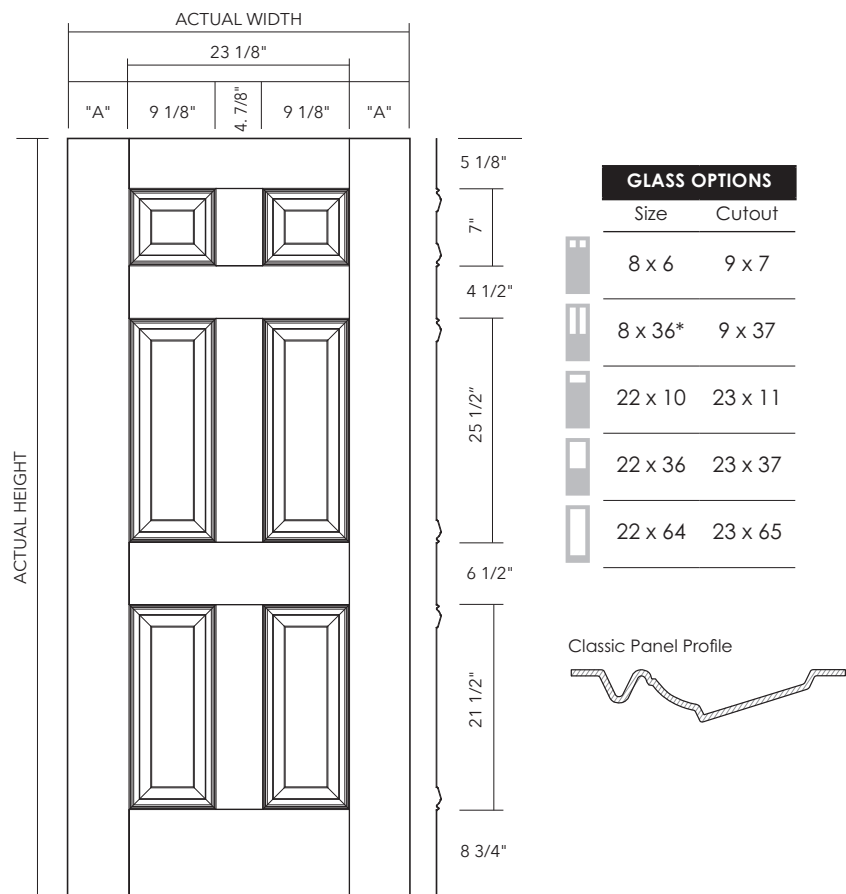 ACTUAL WIDTH
23 1/8"
"A" 9 1/8" 4. 7/8" 9 1/8" "A"
5 1/8"
7"
4 1/2"
25 1/2"
6 1/2"
21 1/2"
8 3/4"
ACTUAL HEIGHT
GLASS OPTIONS
Size Cutout
8 x 6 9 x 7
8 x 36* 9 x 37
22 x 10 23 x 11
22 x 36 23 x 37
22 x 64 23 x 65
Classic Panel Profile